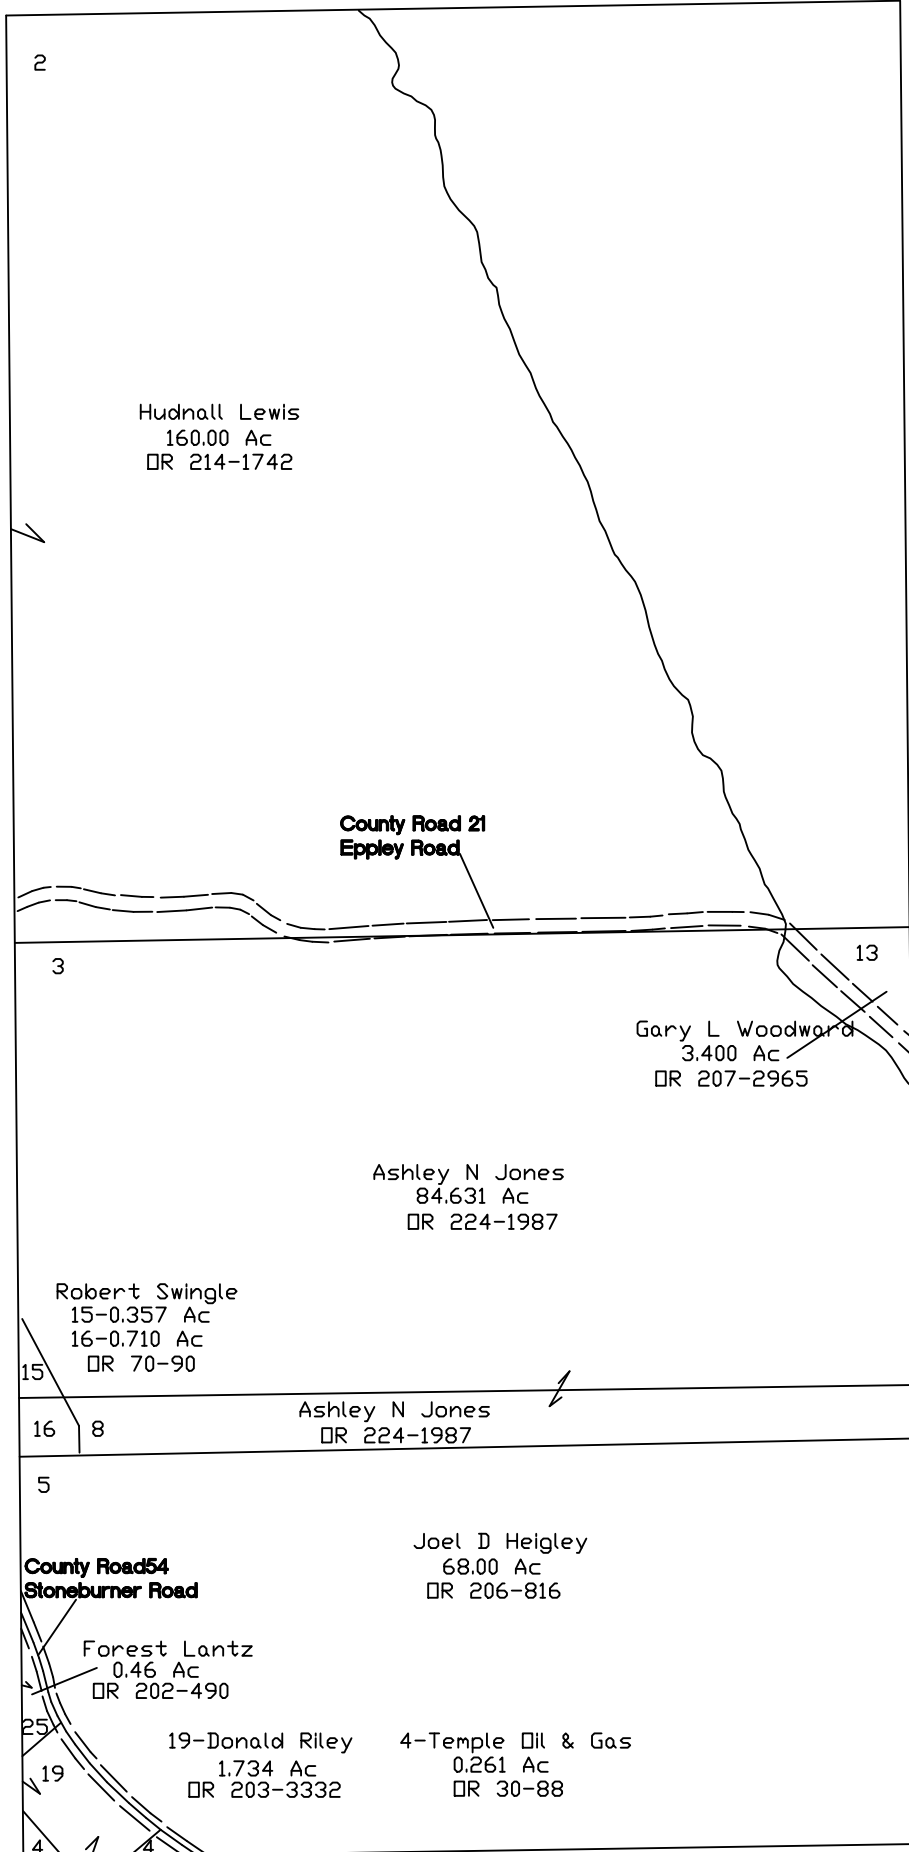 2
Hudnall Lewis
160.00 Ac
OR 214-1742
County Road 21
Eppley Road
3
13
Gary L Woodward
3.400 Ac
OR 207-2965
Ashley N Jones
84.631 Ac
OR 224-1987
Robert Swingle
15-0.357 Ac
16-0.710 Ac
OR 70-90
15
16
8
Ashley N Jones
OR 224-1987
5
Joel D Heigley
68.00 Ac
OR 206-816
County Road54
Stoneburner Road
Forest Lantz
0.46 Ac
OR 202-490
25
19-Donald Riley
1.734 Ac
OR 203-3332
4-Temple Oil & Gas
0.261 Ac
OR 30-88
19
4
4